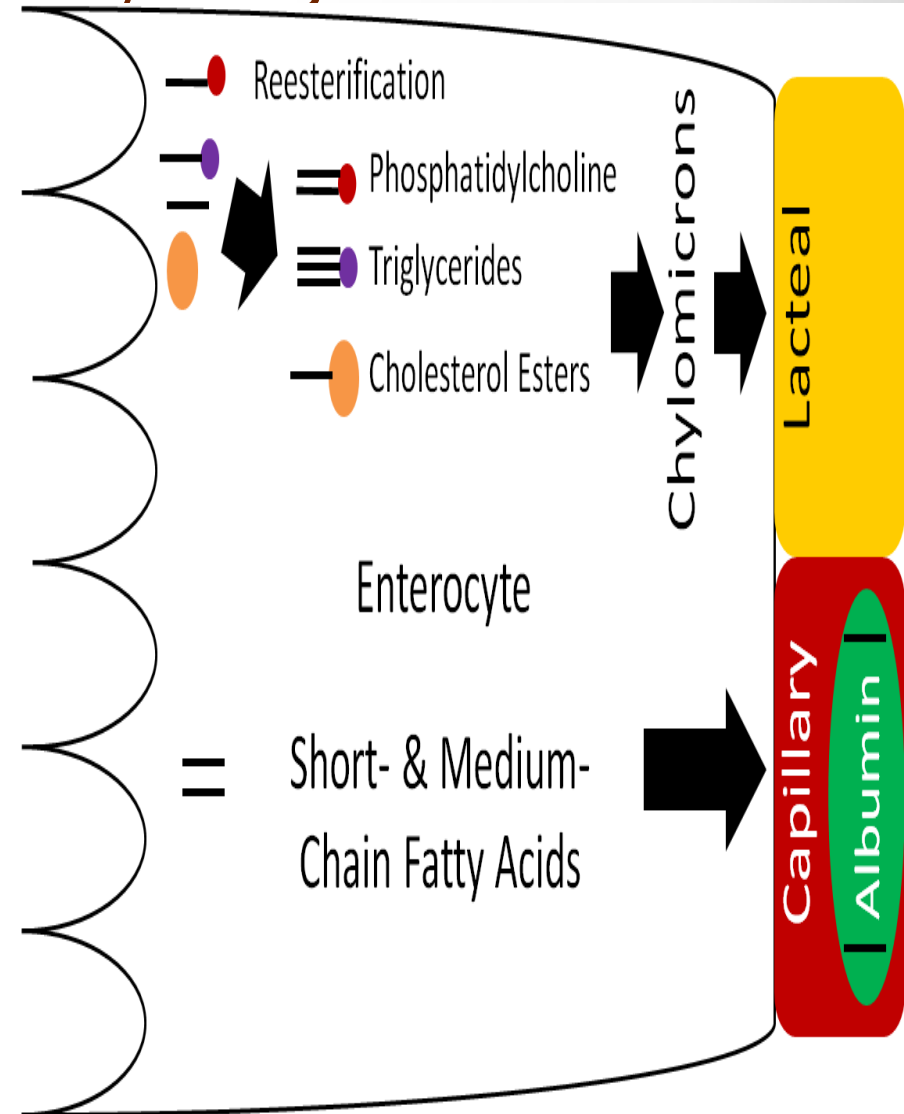 Reesterification
Phosphatidylcholine
Triglycerides
Cholesterol Esters
Chylomicrons
Lacteal
Enterocyte
Short- & Medium-
Chain Fatty Acids
Capillary
Albumin